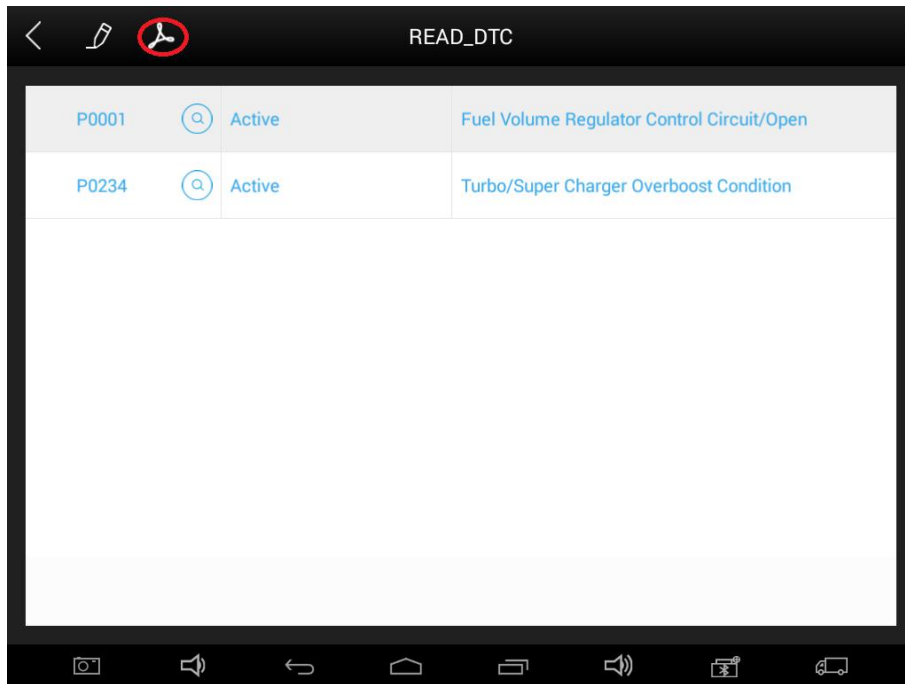 READ_DTC
P0001 Active Fuel Volume Regulator Control Circuit/Open
P0234 Active Turbo/Super Charger Overboost Condition